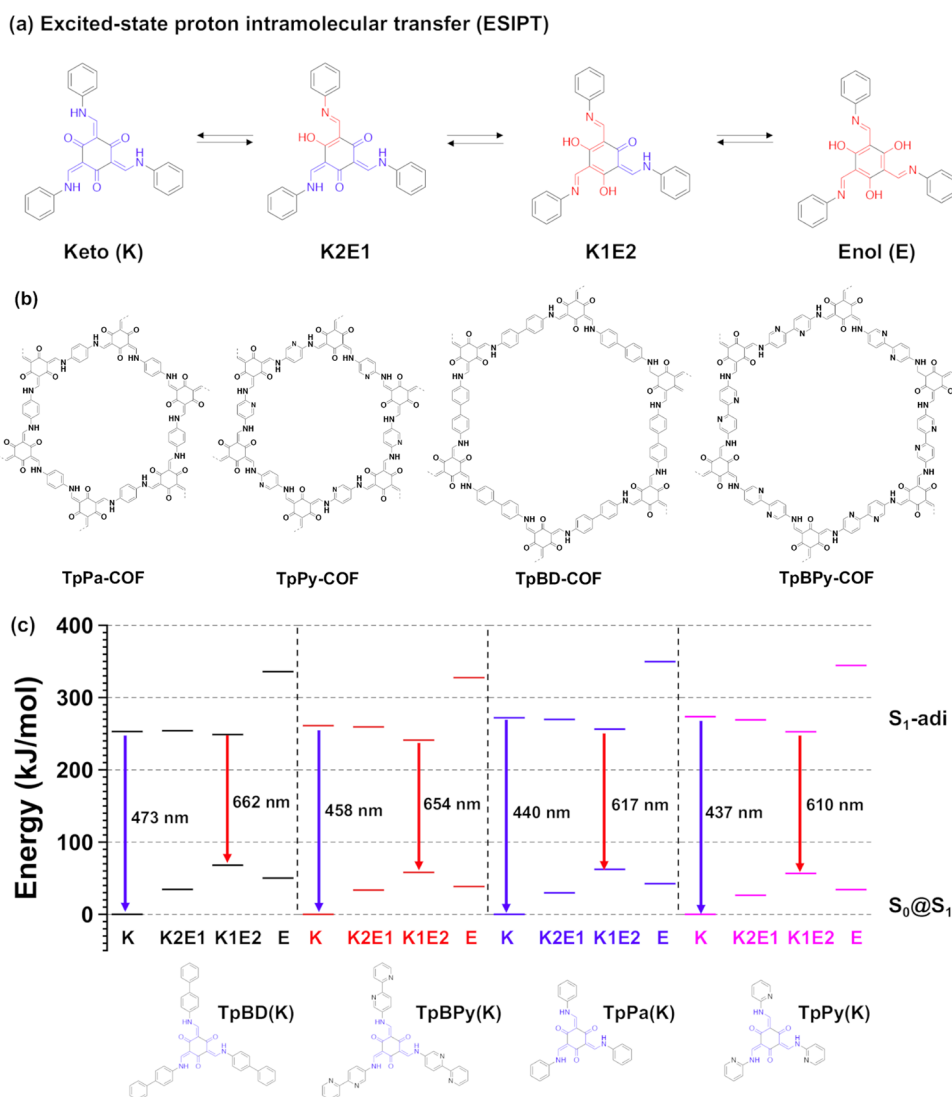 (a) Excited-state proton intramolecular transfer (ESIPT)
Keto (K) K2E1 K1E2 Enol (E)
(b)
TpPa-COF TpPy-COF TpBD-COF TpBPy-COF
(c)
Energy (kJ/mol)
400
300
200
100
0
S₁-adi
S₀@S₁
473 nm 662 nm 458 nm 654 nm 440 nm 617 nm 437 nm 610 nm
K K2E1 K1E2 E K K2E1 K1E2 E K K2E1 K1E2 E K K2E1 K1E2 E
TpBD(K) TpBPy(K) TpPa(K) TpPy(K)